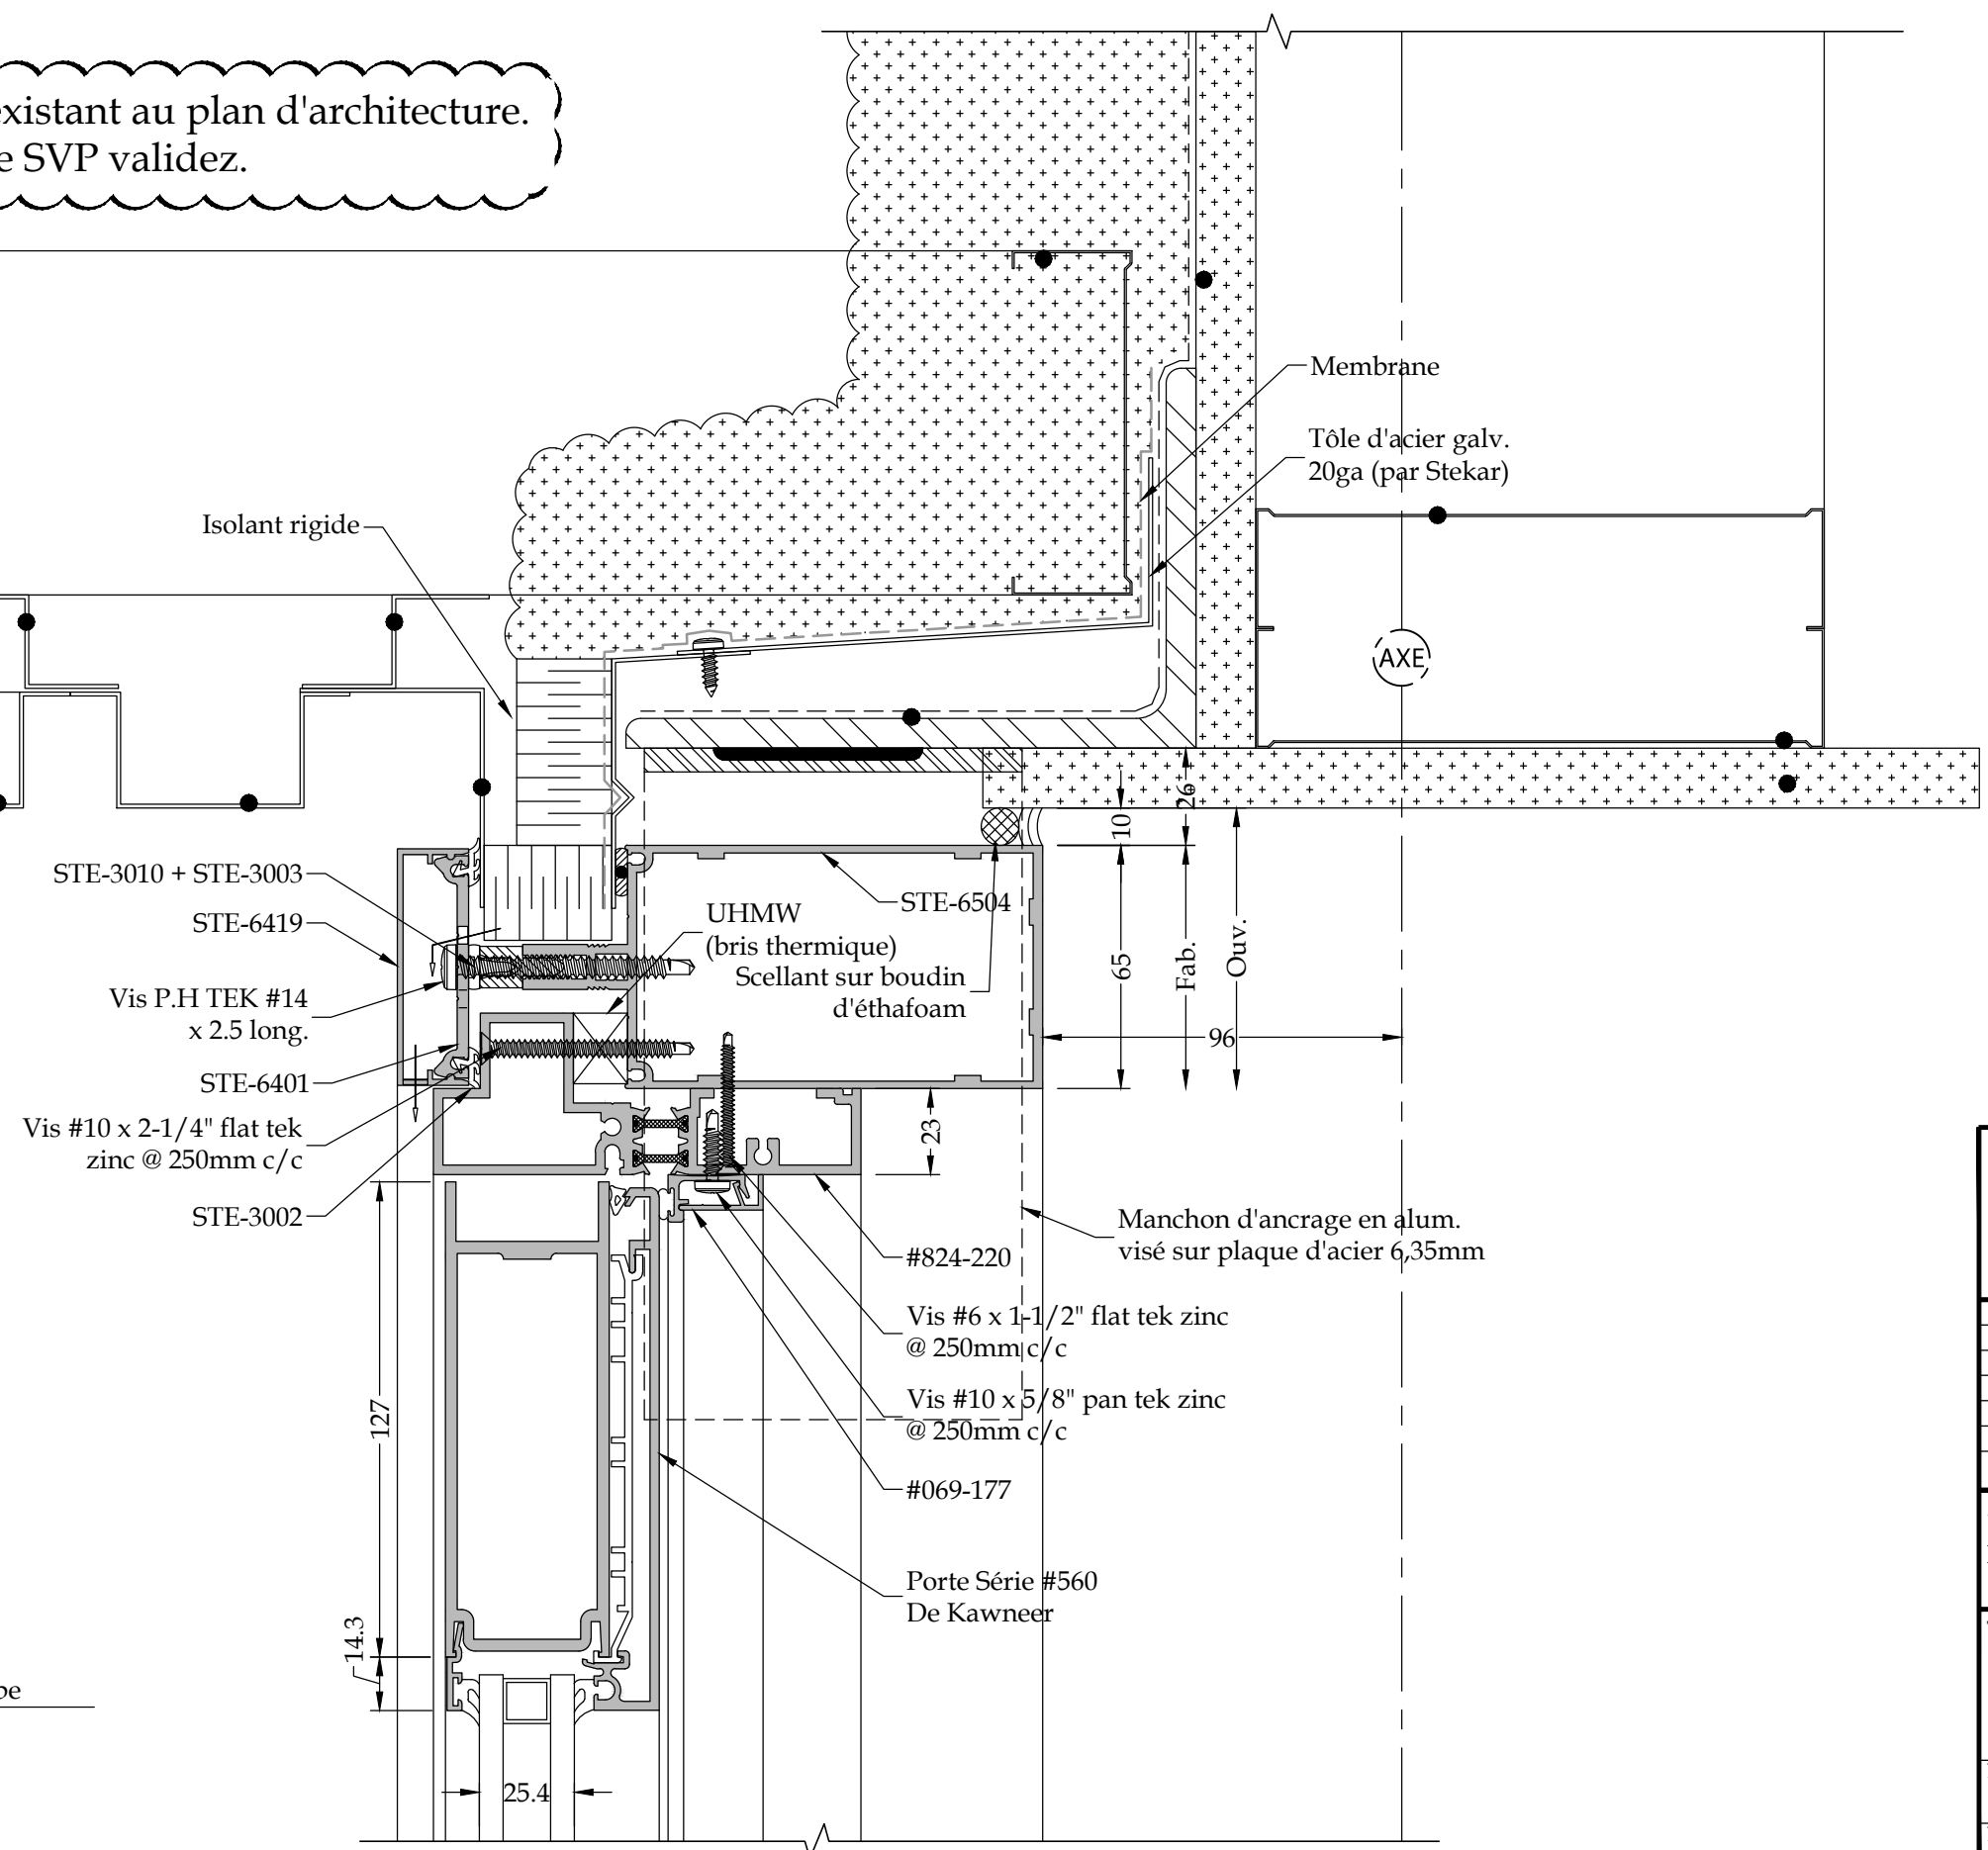 existant au plan d'architecture.
e SVP validez.
Membrane
Tôle d'acier galv.
20ga (par Stekar)
Isolant rigide
AXE
26
10
STE-3010 + STE-3003
STE-6419
STE-6504
UHMW
(bris thermique)
Scellant sur boudin
d'éthafoam
65
Fab.
Ouv.
Vis P.H TEK #14
x 2.5 long.
96
STE-6401
Vis #10 x 2-1/4" flat tek
zinc @ 250mm c/c
23
STE-3002
Manchon d'ancrage en alum.
visé sur plaque d'acier 6,35mm
#824-220
Vis #6 x 1-1/2" flat tek zinc
@ 250mm c/c
Vis #10 x 5/8" pan tek zinc
@ 250mm c/c
127
#069-177
Porte Série #560
De Kawneer
14.3
pe
25.4